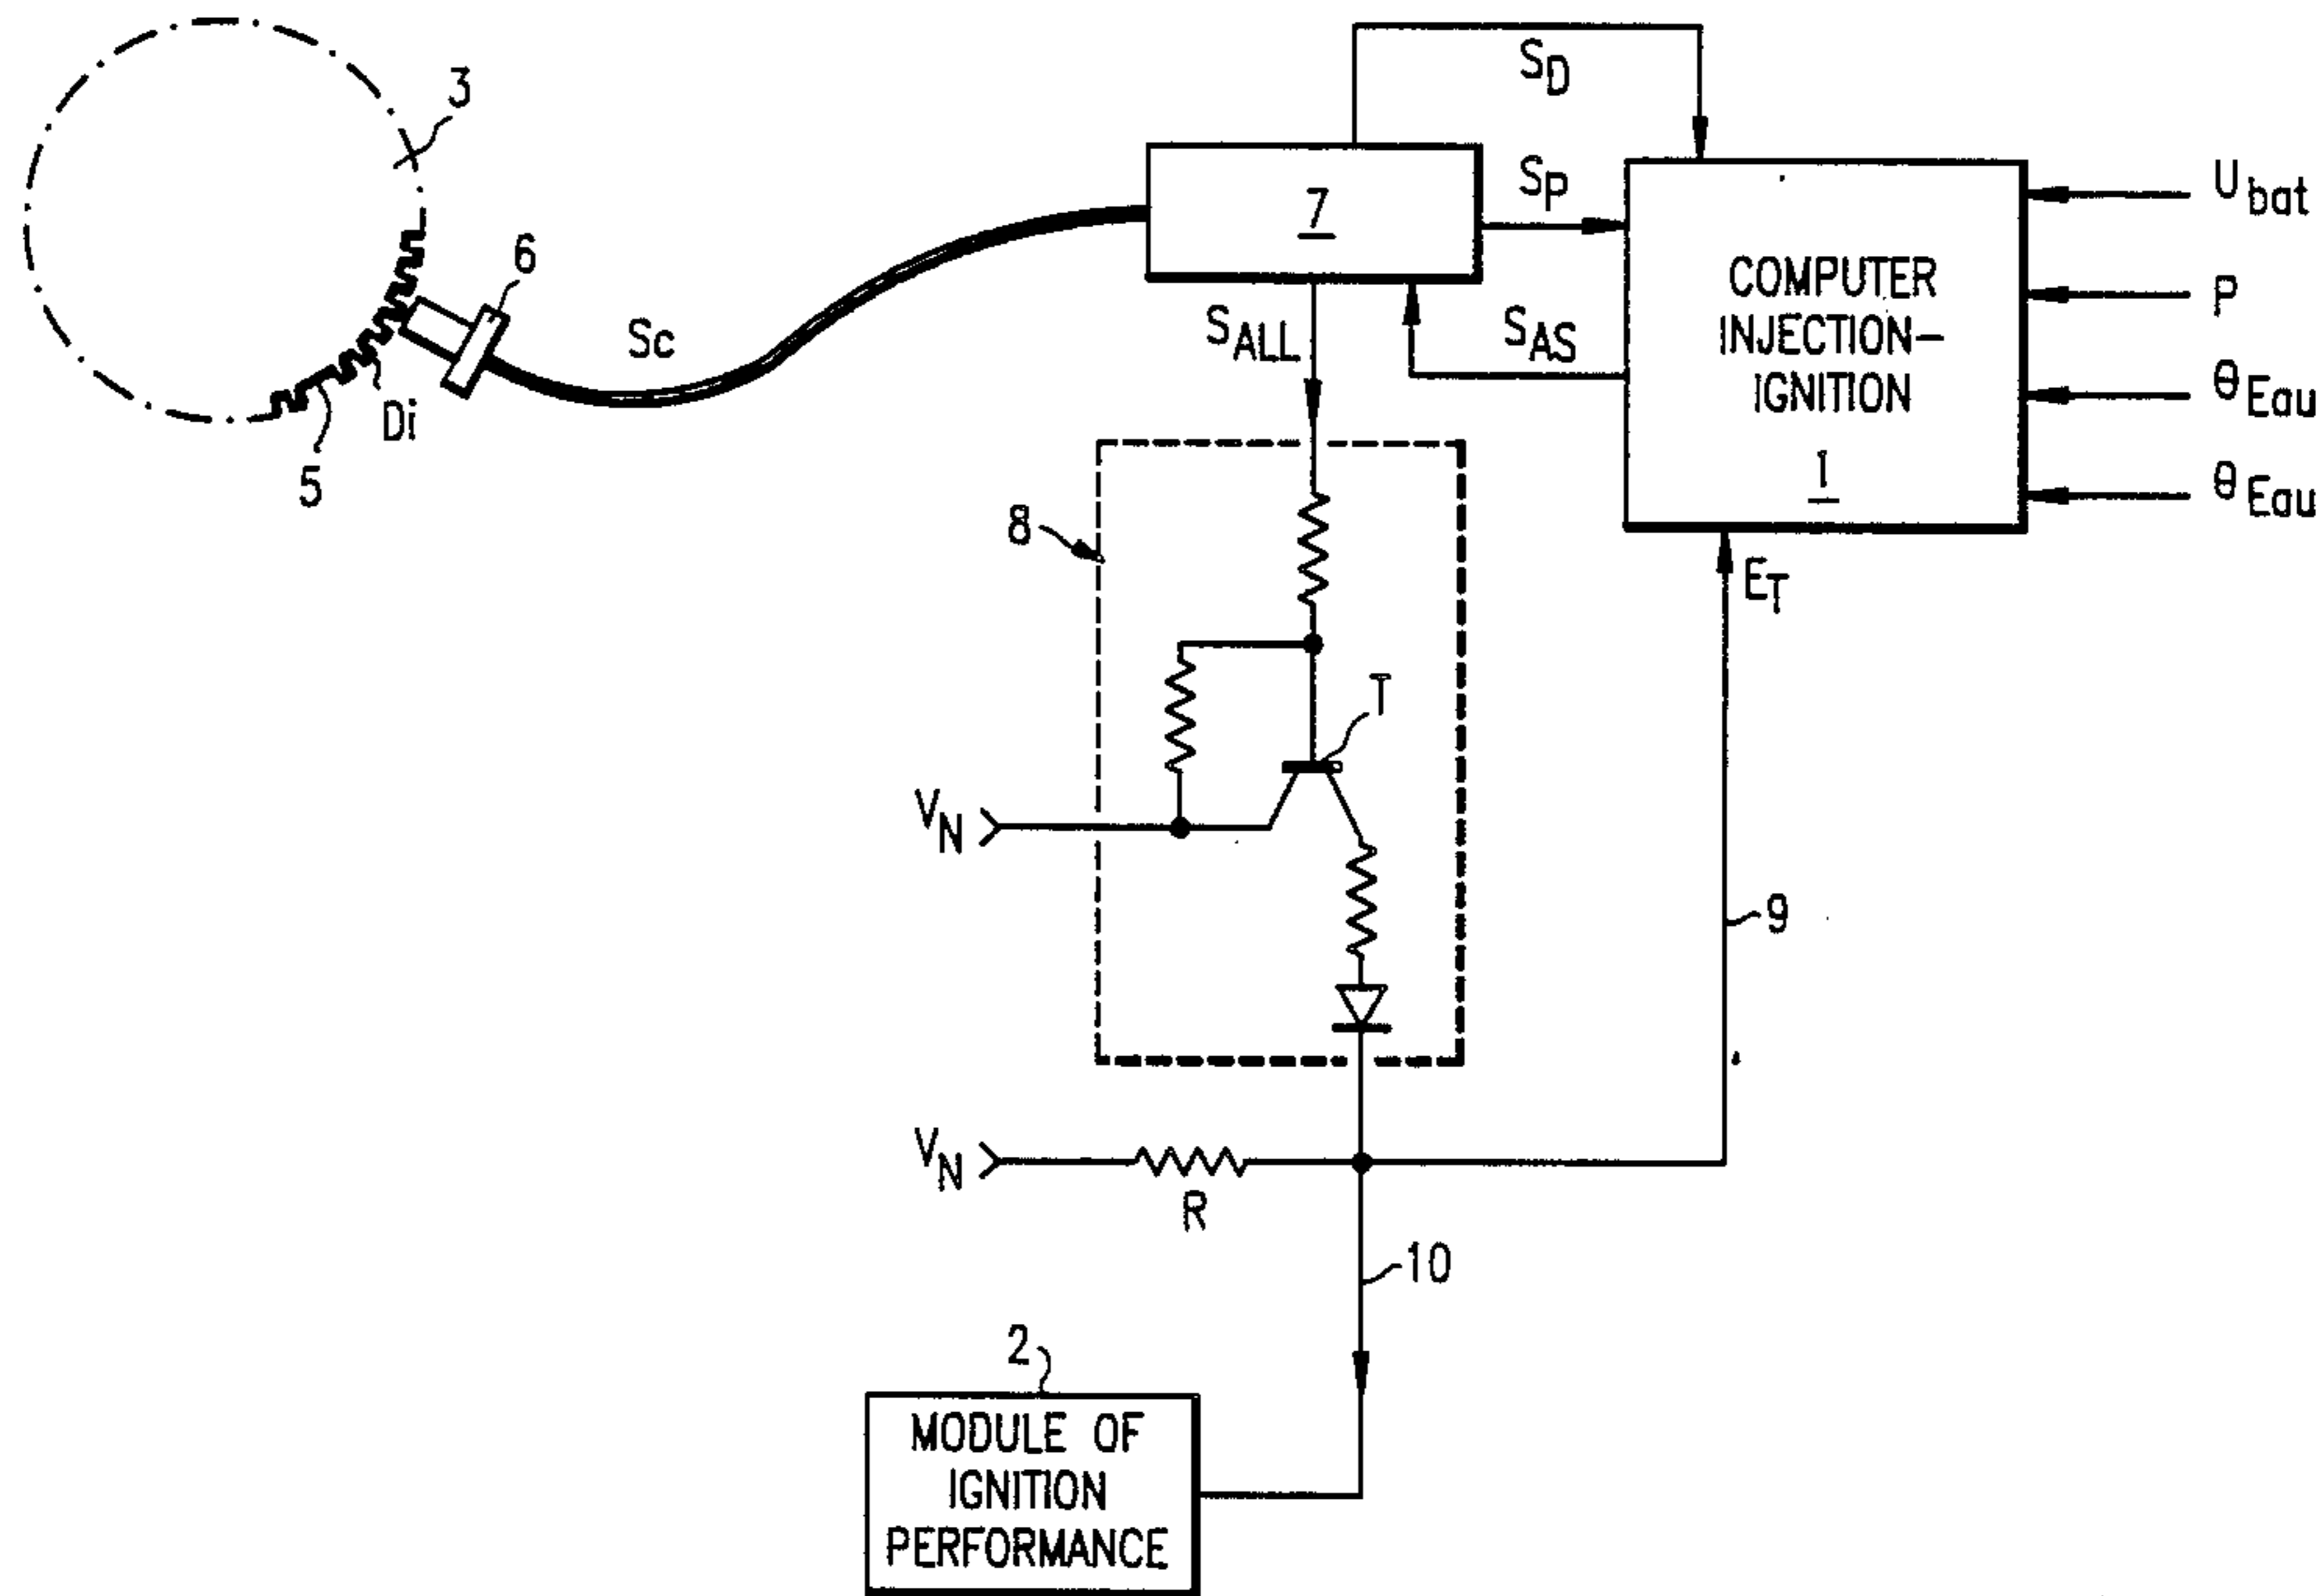 3
6
5
Di
Sc
7
S_D
S_P
S_ALL
S_AS
COMPUTER
INJECTION-
IGNITION
1
U_bat
P
θ_Eau
θ_Eau
E_T
8
T
V_N
9
V_N
R
10
2
MODULE OF
IGNITION
PERFORMANCE